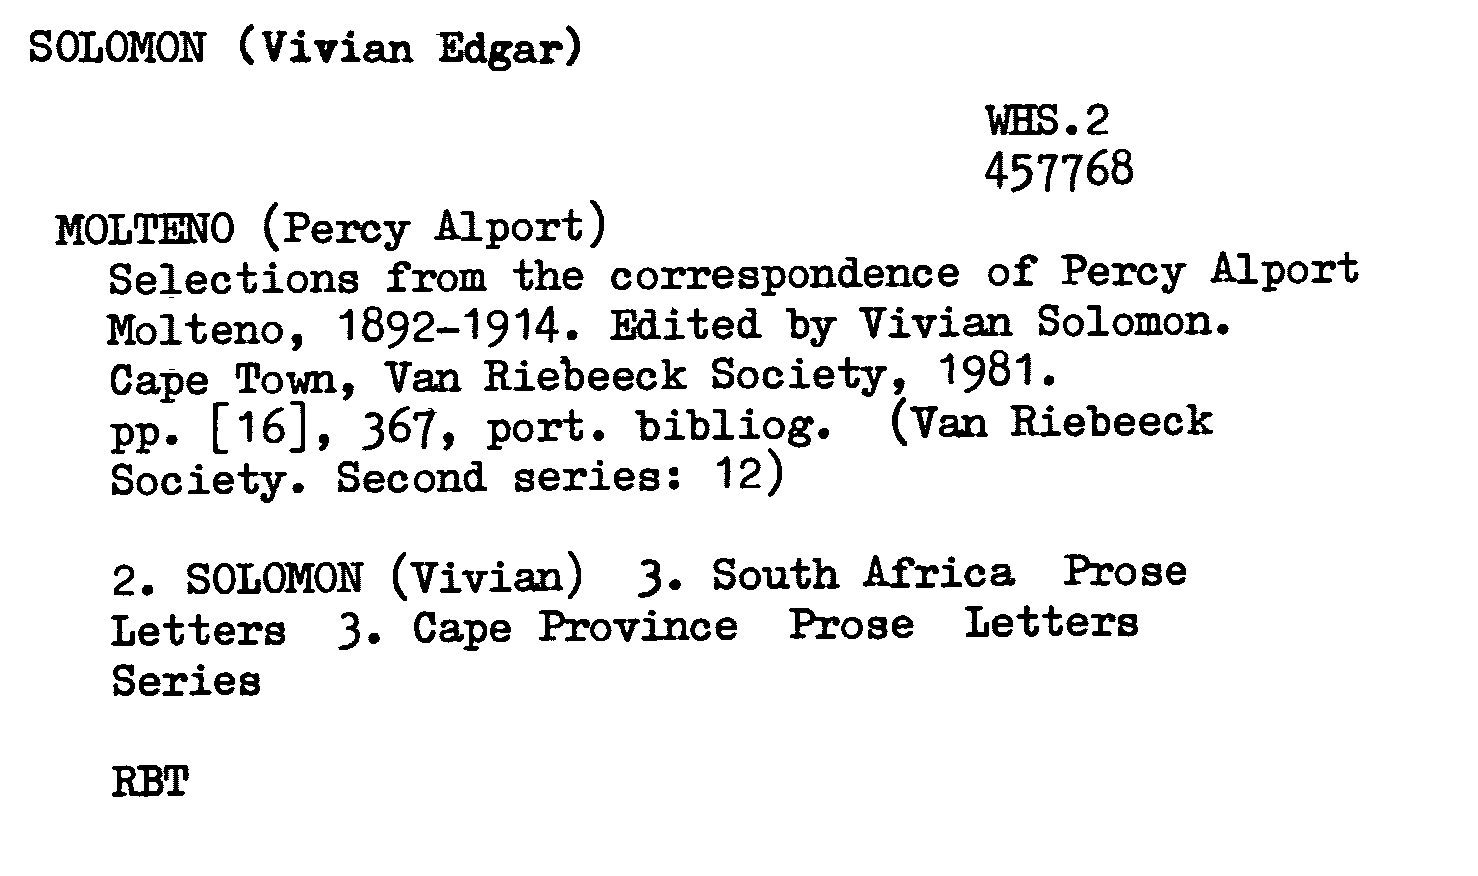 SOLOMON (Vivian Edgar)
WHS.2
457768
MOLTENO (Percy Alport)
Selections from the correspondence of Percy Alport
Molteno, 1892-1914. Edited by Vivian Solomon.
Cape Town, Van Riebeeck Society, 1981.
pp. [16], 367, port. bibliog. (Van Riebeeck
Society. Second series: 12)
2. SOLOMON (Vivian) 3. South Africa Prose
Letters 3. Cape Province Prose Letters
Series
RBT